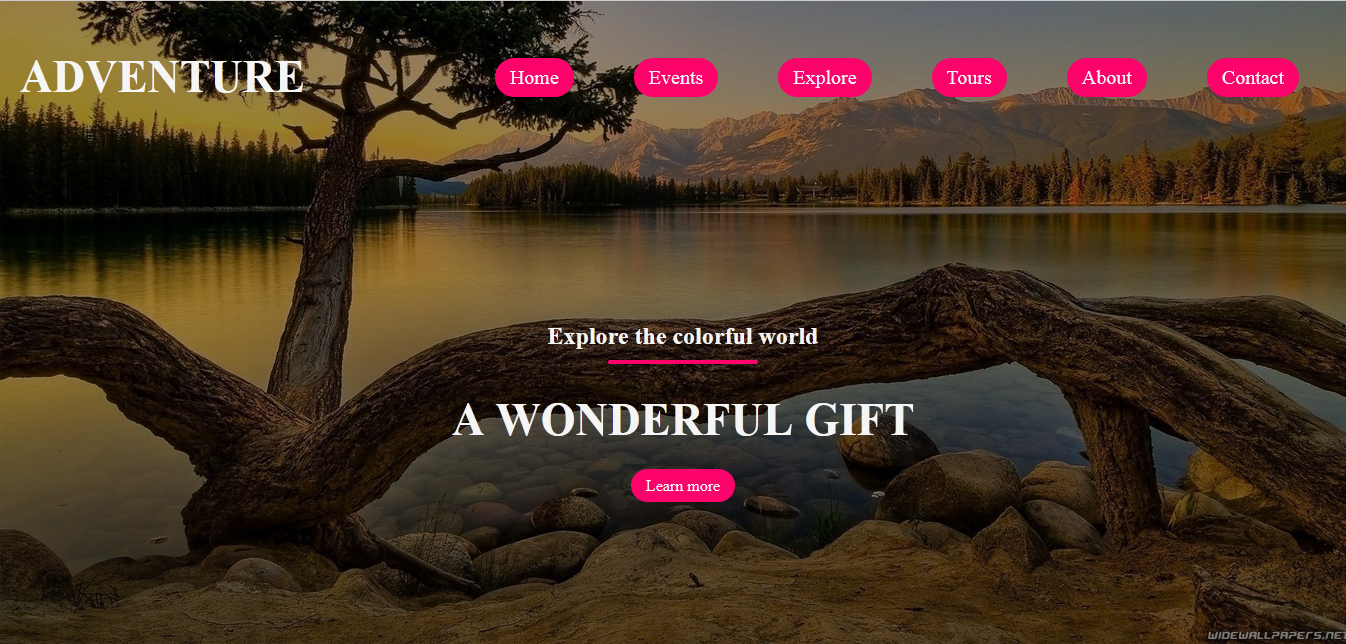 ADVENTURE
Home Events Explore Tours About Contact
Explore the colorful world
A WONDERFUL GIFT
Learn more
WIDEWALLPAPERS.NET